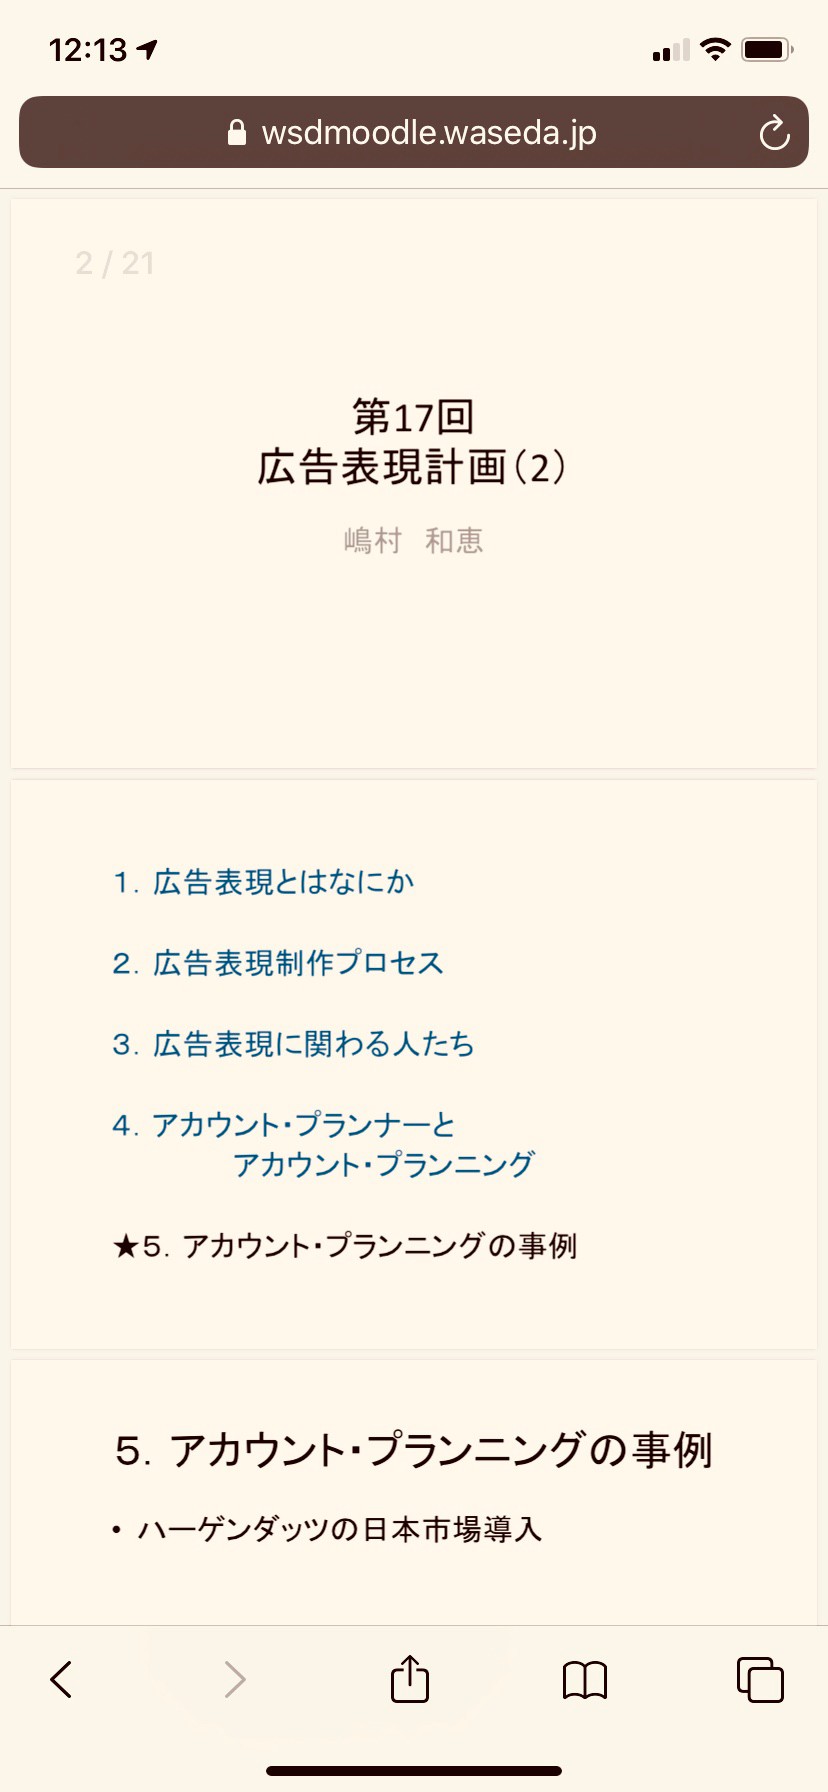 12:13
wsdmoodle.waseda.jp
2 / 21
第17回
広告表現計画(2)
嶋村 和恵
1. 広告表現とはなにか
2. 広告表現制作プロセス
3. 広告表現に関わる人たち
4. アカウント・プランナーと
アカウント・プランニング
★5. アカウント・プランニングの事例
5. アカウント・プランニングの事例
• ハーゲンダッツの日本市場導入